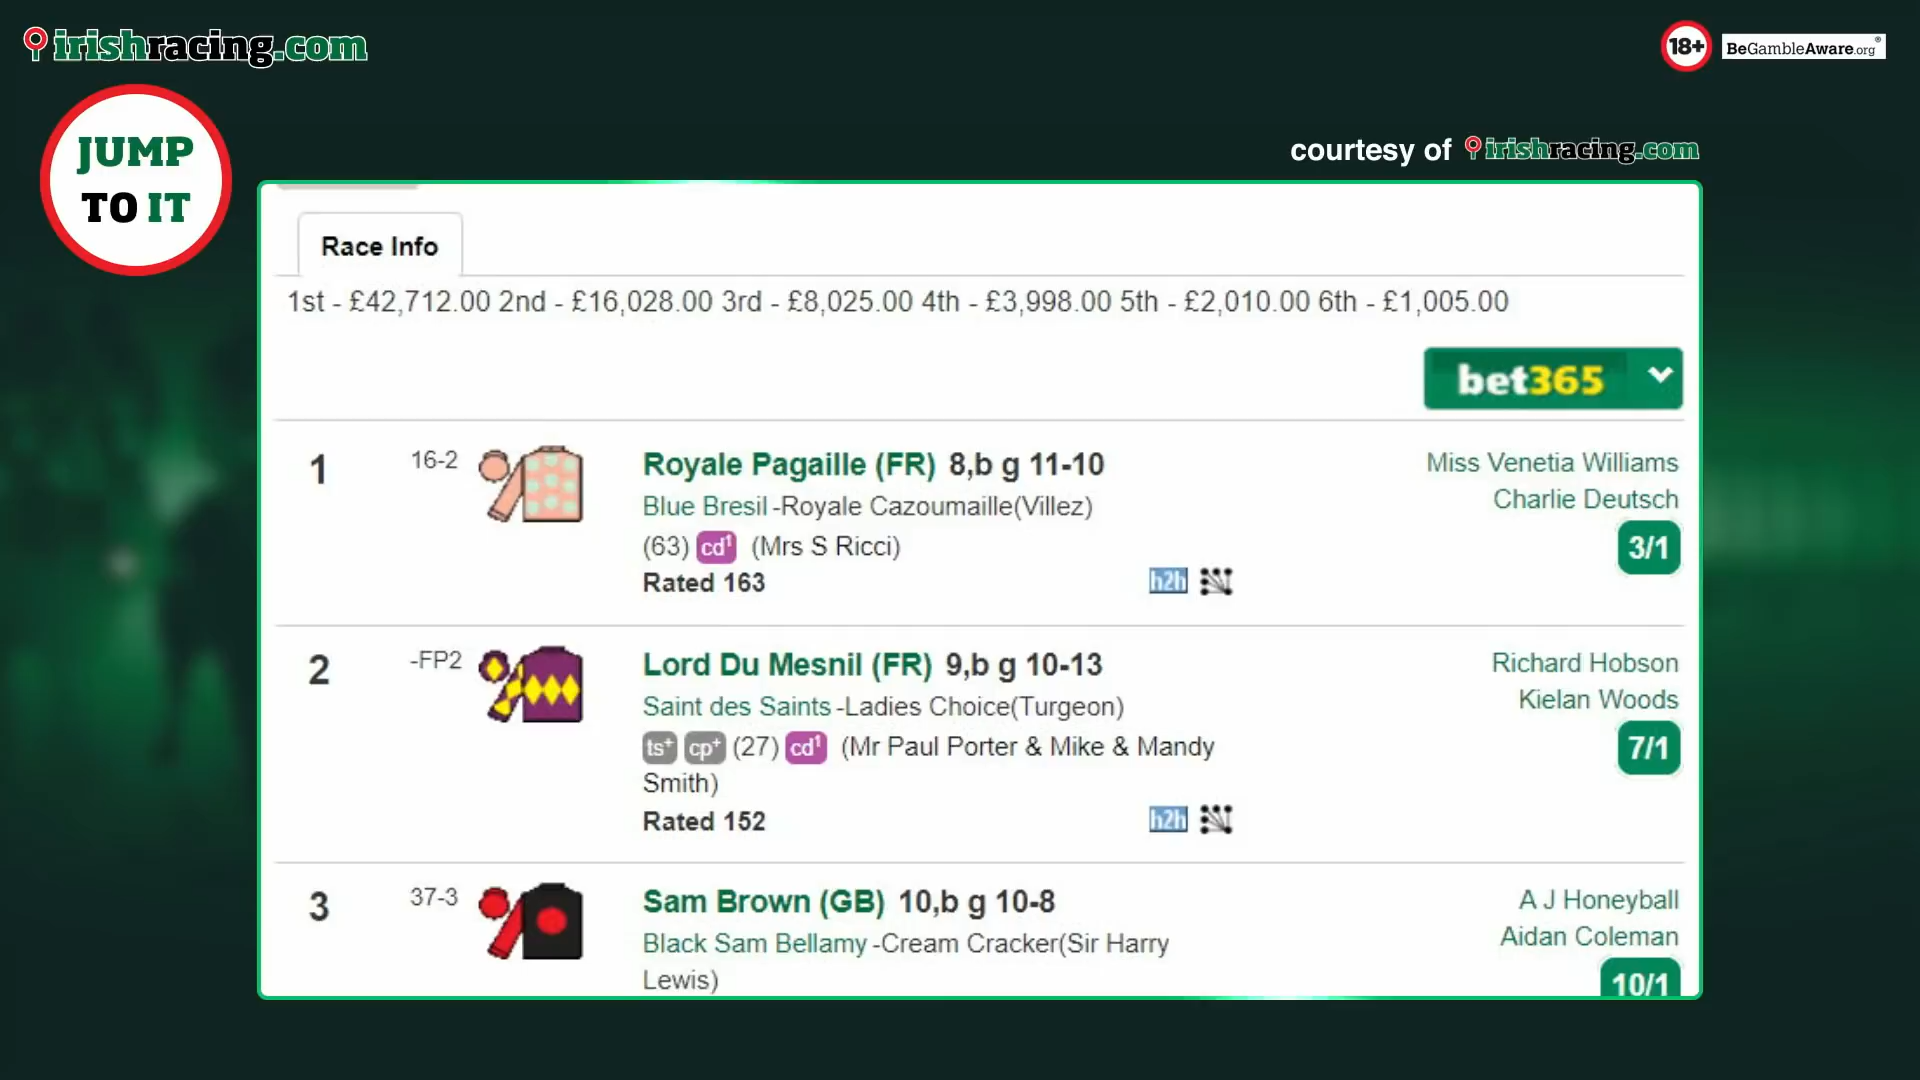 irishracing.com
18+ BeGambleAware.org®
JUMP
TO IT
courtesy of irishracing.com
Race Info
1st - £42,712.00 2nd - £16,028.00 3rd - £8,025.00 4th - £3,998.00 5th - £2,010.00 6th - £1,005.00
bet365
1 16-2 Royale Pagaille (FR) 8,b g 11-10 Miss Venetia Williams
Blue Bresil -Royale Cazoumaille(Villez) Charlie Deutsch
(63) cd1 (Mrs S Ricci) 3/1
Rated 163 h2h
2 -FP2 Lord Du Mesnil (FR) 9,b g 10-13 Richard Hobson
Saint des Saints -Ladies Choice(Turgeon) Kielan Woods
ts+ cp+ (27) cd1 (Mr Paul Porter & Mike & Mandy 7/1
Smith)
Rated 152 h2h
3 37-3 Sam Brown (GB) 10,b g 10-8 A J Honeyball
Black Sam Bellamy -Cream Cracker(Sir Harry Aidan Coleman
Lewis) 10/1